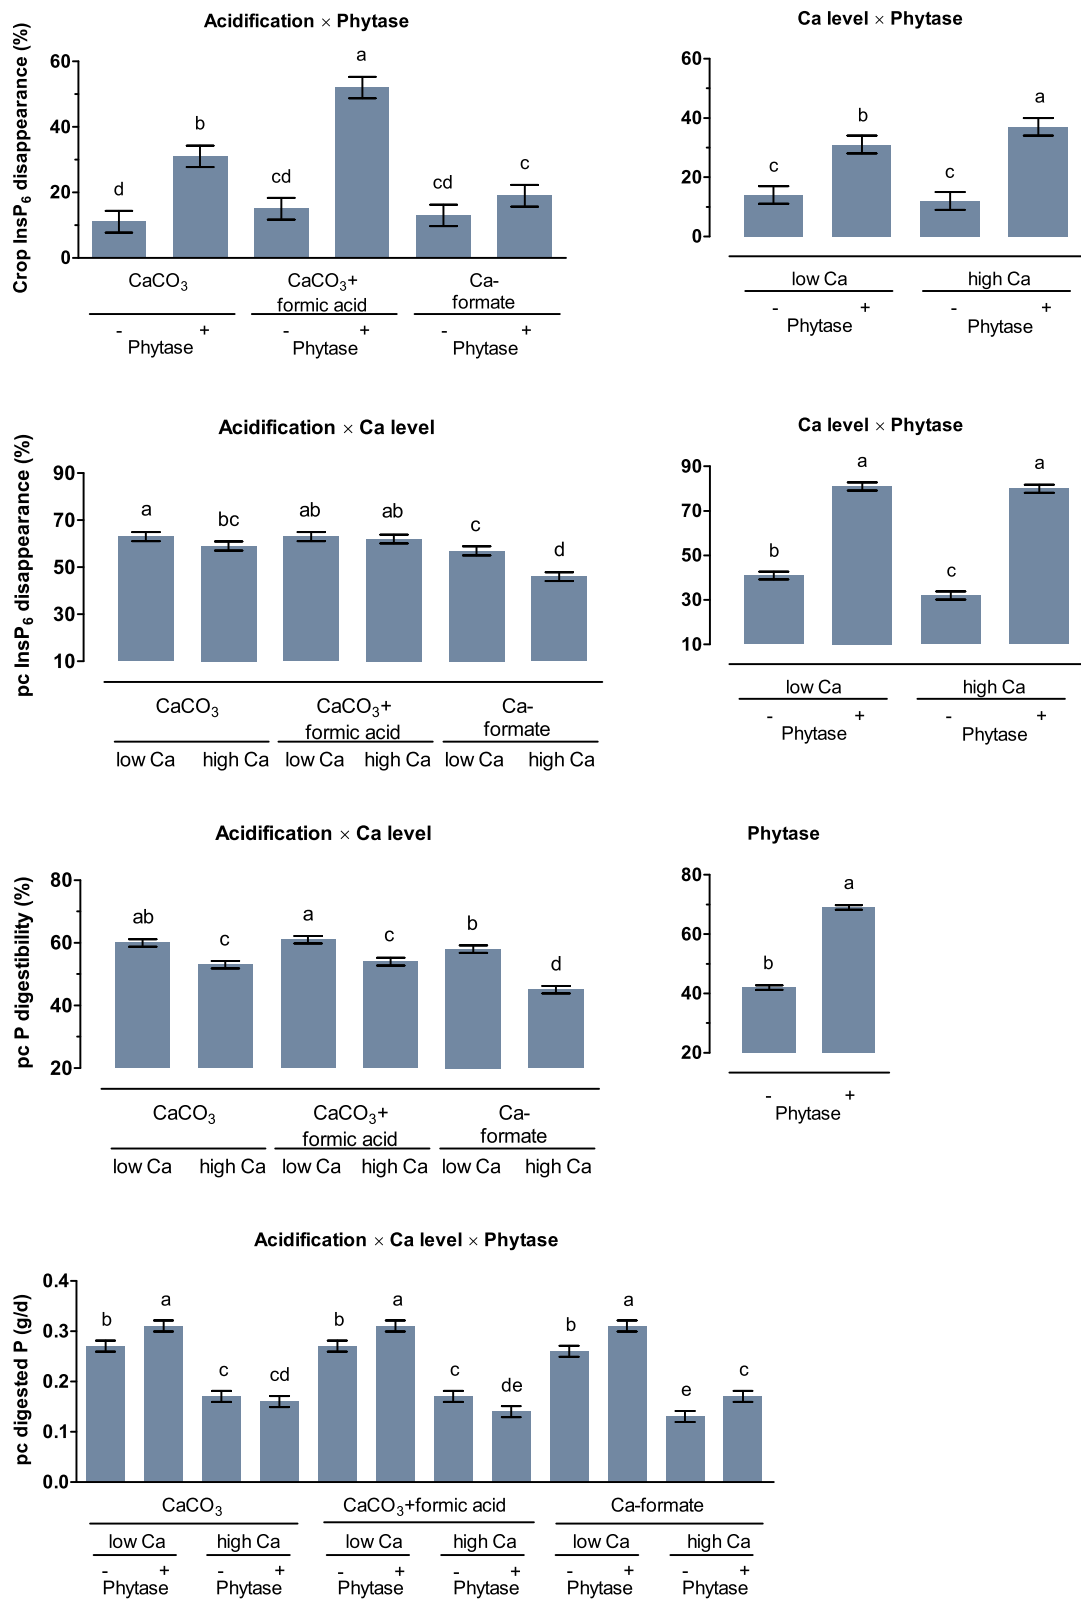 Acidification × Phytase
Crop InsP6 disappearance (%)
60
40
20
0
d
b
cd
a
cd
c
CaCO3
CaCO3+
formic acid
Ca-
formate
- + - + - +
Phytase Phytase Phytase
Ca level × Phytase
60
40
20
0
c
b
c
a
low Ca high Ca
- + - +
Phytase Phytase
Acidification × Ca level
pc InsP6 disappearance (%)
90
70
50
30
10
a
bc
ab
ab
c
d
CaCO3
CaCO3+
formic acid
Ca-
formate
low Ca high Ca low Ca high Ca low Ca high Ca
Ca level × Phytase
90
70
50
30
10
b
a
c
a
low Ca high Ca
- + - +
Phytase Phytase
Acidification × Ca level
pc P digestibility (%)
80
60
40
20
ab
c
a
c
b
d
CaCO3
CaCO3+
formic acid
Ca-
formate
low Ca high Ca low Ca high Ca low Ca high Ca
Phytase
80
60
40
20
b
a
- +
Phytase
Acidification × Ca level × Phytase
pc digested P (g/d)
0.4
0.3
0.2
0.1
0.0
b
a
c
cd
b
a
c
de
b
a
e
c
CaCO3 CaCO3+formic acid Ca-formate
low Ca high Ca low Ca high Ca low Ca high Ca
- + - + - + - + - + - +
Phytase Phytase Phytase Phytase Phytase Phytase